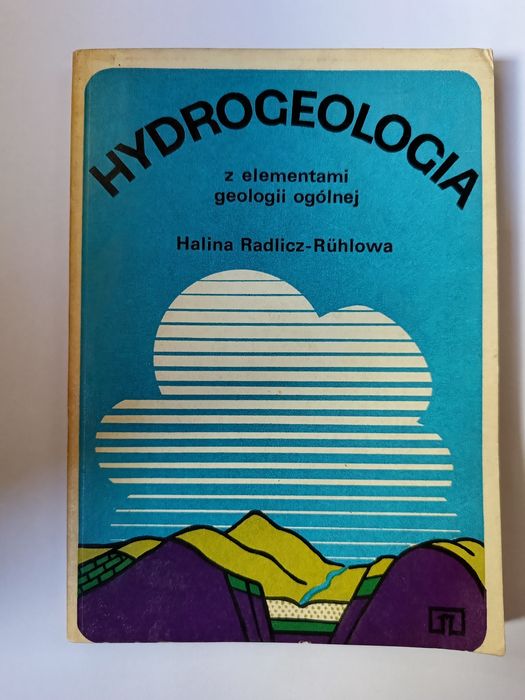 HYDROGEOLOGIA
z elementami
geologii ogólnej
Halina Radlicz-Rühlowa